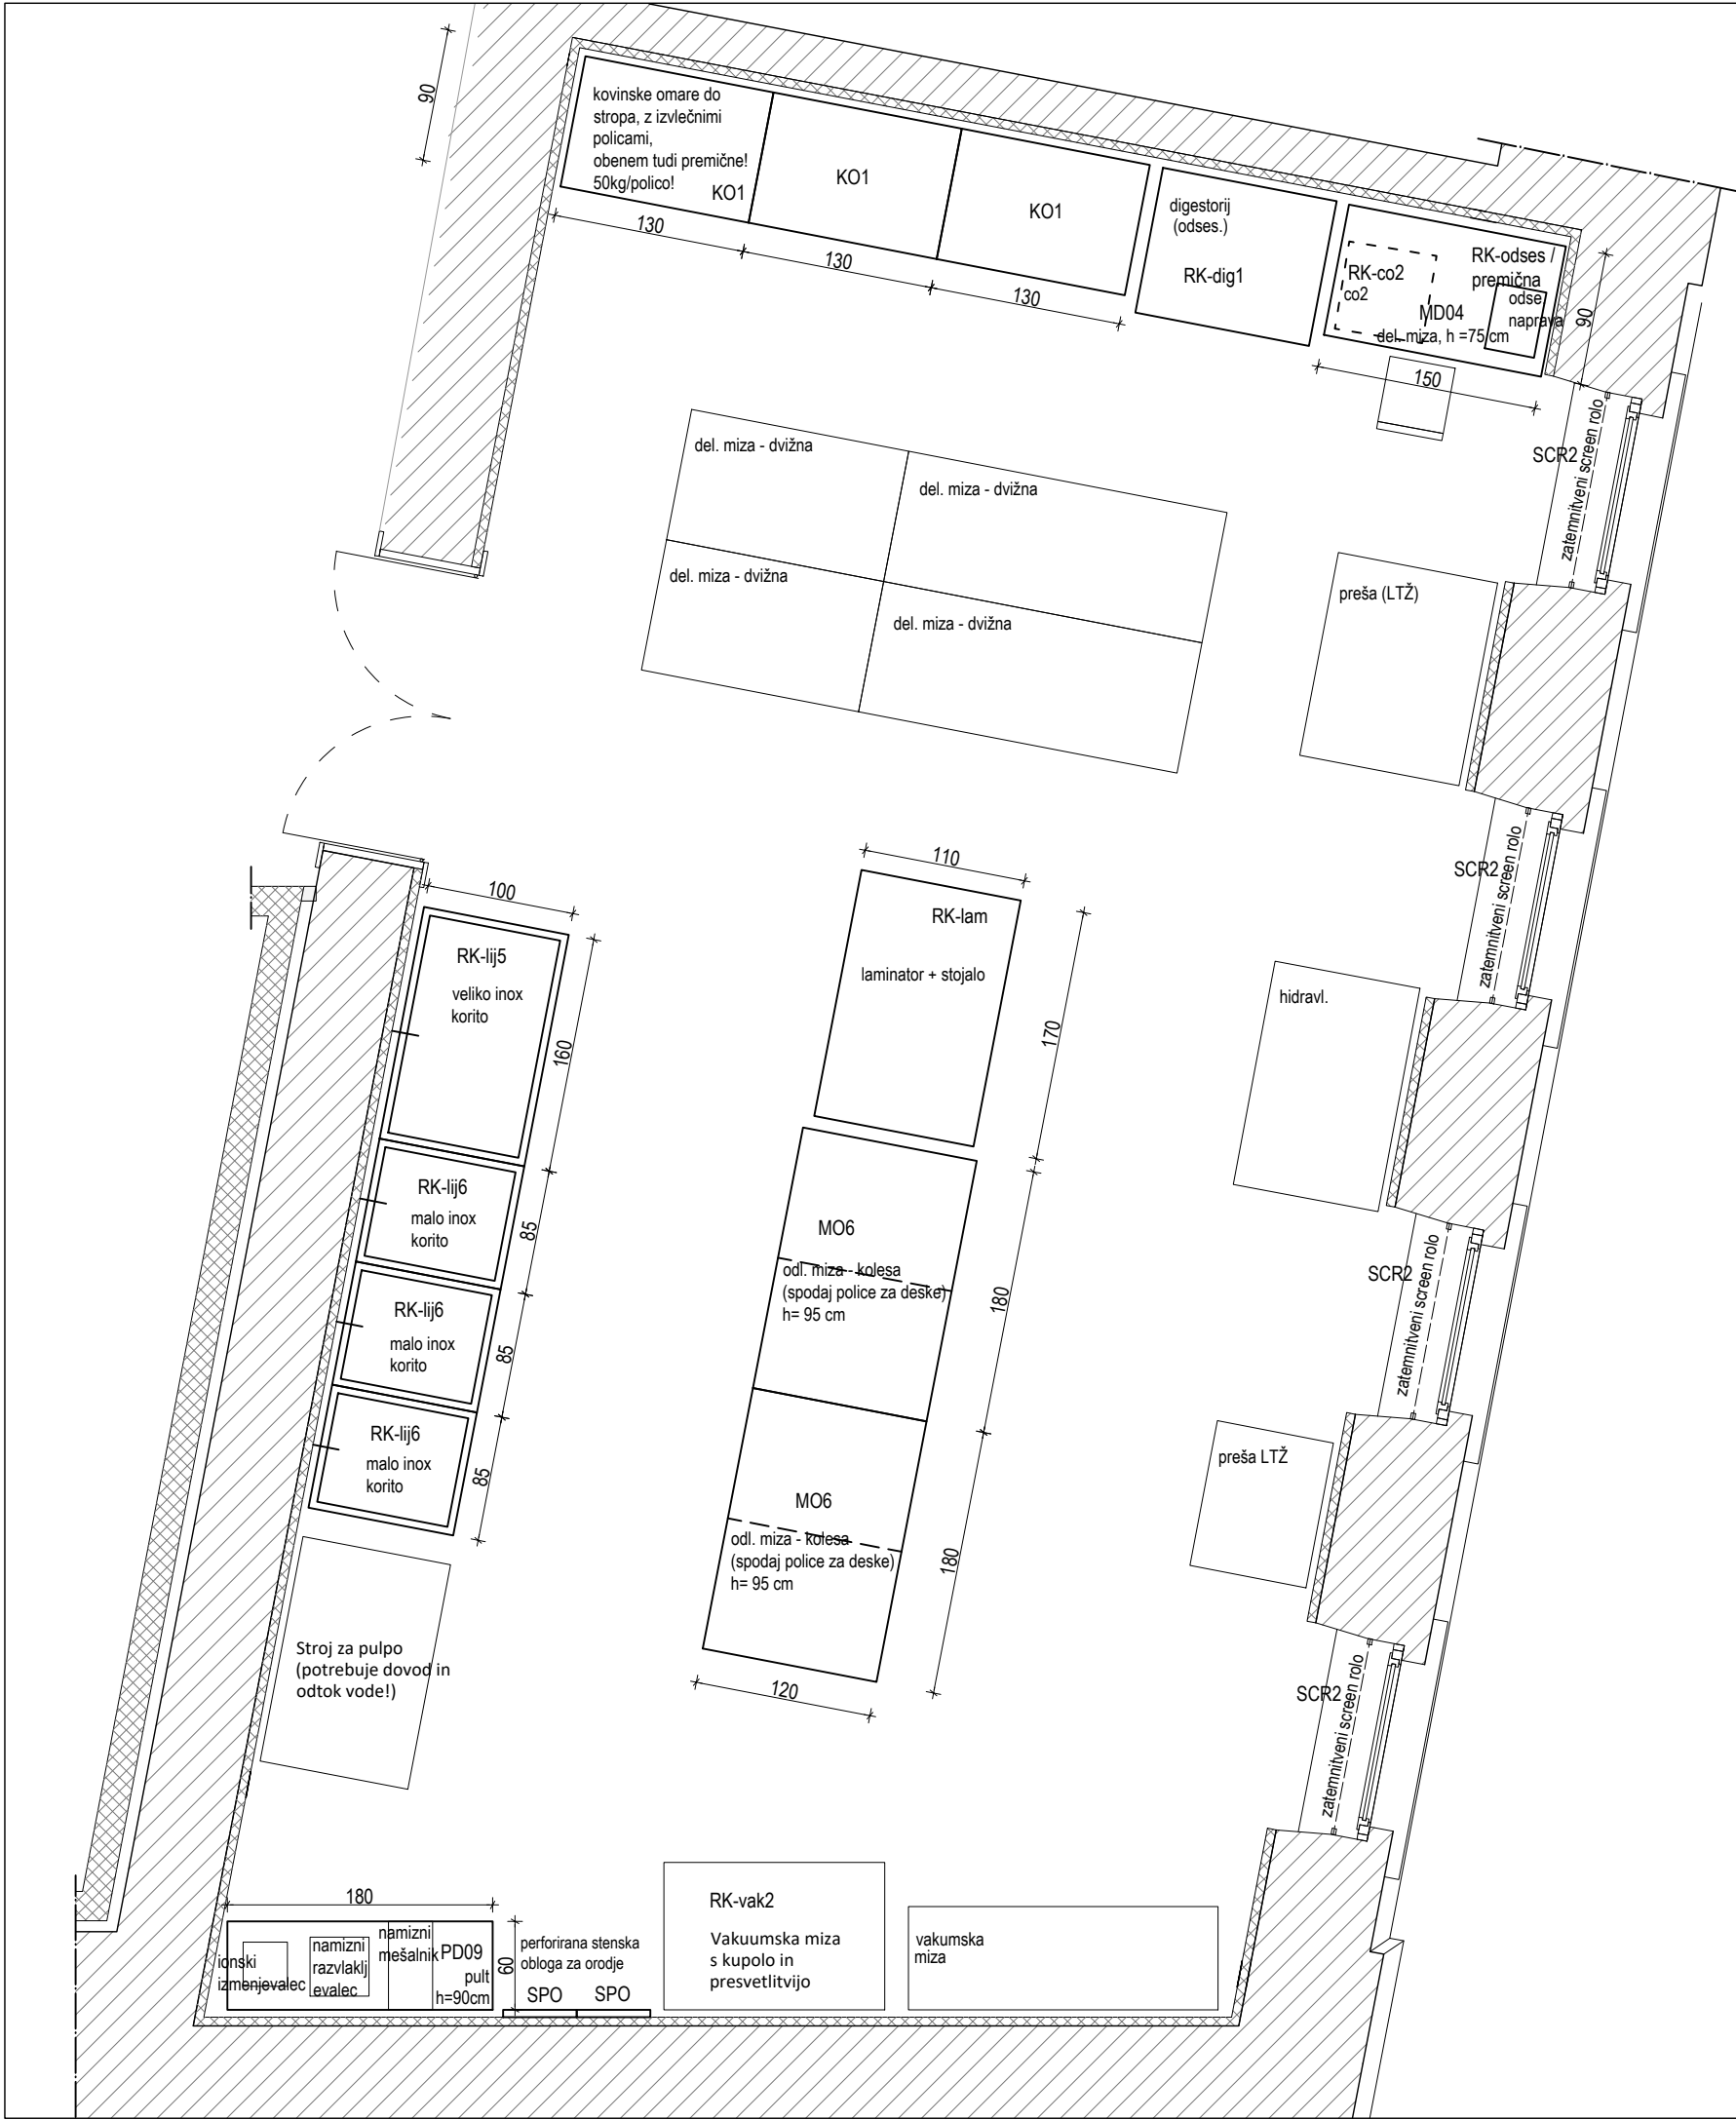 90
kovinske omare do
stropa, z izvlečnimi
policami,
obenem tudi premične!
50kg/polico!
KO1
KO1
KO1
130
130
130
digestorij
(odses.)
RK-dig1
RK-co2
co2
RK-odses /
premična
odse
naprava
MD04
del. miza, h =75 cm
90
150
SCR2
zatemnitveni screen rolo
del. miza - dvižna
del. miza - dvižna
del. miza - dvižna
del. miza - dvižna
preša (LTŽ)
SCR2
zatemnitveni screen rolo
110
100
RK-lam
laminator + stojalo
170
RK-lij5
veliko inox
korito
160
hidravl.
RK-lij6
malo inox
korito
85
MO6
odl. miza - kolesa
(spodaj police za deske)
h= 95 cm
180
SCR2
zatemnitveni screen rolo
RK-lij6
malo inox
korito
85
RK-lij6
malo inox
korito
85
preša LTŽ
MO6
odl. miza - kolesa
(spodaj police za deske)
h= 95 cm
180
120
Stroj za pulpo
(potrebuje dovod in
odtok vode!)
SCR2
zatemnitveni screen rolo
180
ionski
izmenjevalec
namizni
razvlaklj
evalec
namizni
mešalnik
PD09
pult
h=90cm
60
perforirana stenska
obloga za orodje
SPO
SPO
RK-vak2
Vakuumska miza
s kupolo in
presvetlitvijo
vakumska
miza